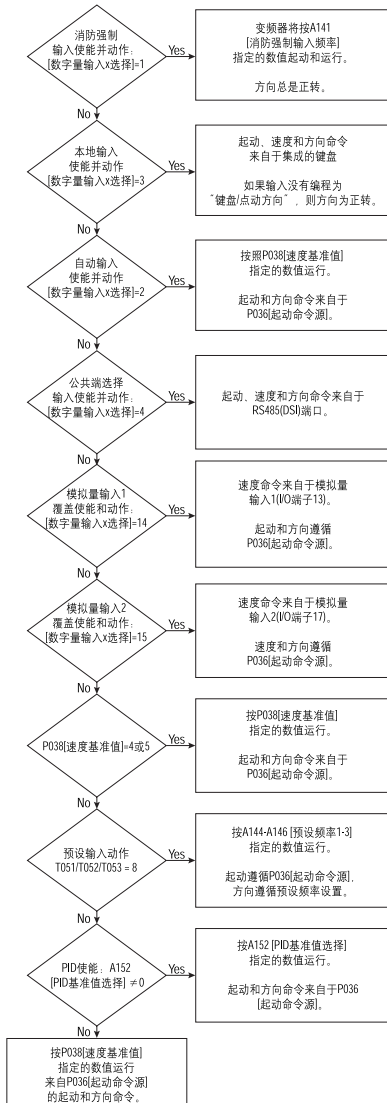 消防强制
输入使能并动作:
[数字量输入x选择]=1
Yes
变频器将按A141
[消防强制输入频率]
指定的数值起动和运行。
方向总是正转。
No
本地输入
使能并动作
[数字量输入x选择]=3
Yes
起动、速度和方向命令
来自于集成的键盘
如果输入没有编程为
“键盘/点动方向”，则方向为正转。
No
自动输入
使能并动作
[数字量输入x选择]=2
Yes
按照P038[速度基准值]
指定的数值运行。
起动和方向命令来自于
P036[起动命令源]。
No
公共端选择
输入使能并动作:
[数字量输入x选择]=4
Yes
起动、速度和方向命令来自于
RS485(DSI)端口。
No
模拟量输入1
覆盖使能和动作:
[数字量输入x选择]=14
Yes
速度命令来自于模拟量
输入1(I/O端子13)。
起动和方向遵循
P036[起动命令源]。
No
模拟量输入2
覆盖使能和动作:
[数字量输入x选择]=15
Yes
速度命令来自于模拟量
输入2(I/O端子17)。
速度和方向遵循
P036[起动命令源]。
No
P038[速度基准值]=4或5
Yes
按P038[速度基准值]
指定的数值运行。
起动和方向命令来自于
P036[起动命令源]。
No
预设输入动作
T051/T052/T053 = 8
Yes
按A144-A146 [预设频率1-3]
指定的数值运行。
起动遵循P036[起动命令源],
方向遵循预设频率设置。
No
PID使能: A152
[PID基准值选择] ≠0
Yes
按A152 [PID基准值选择]
指定的数值运行。
起动和方向命令来自于P036
[起动命令源]。
No
按P038[速度基准值]
指定的数值运行
来自P036[起动命令源]
的起动和方向命令。